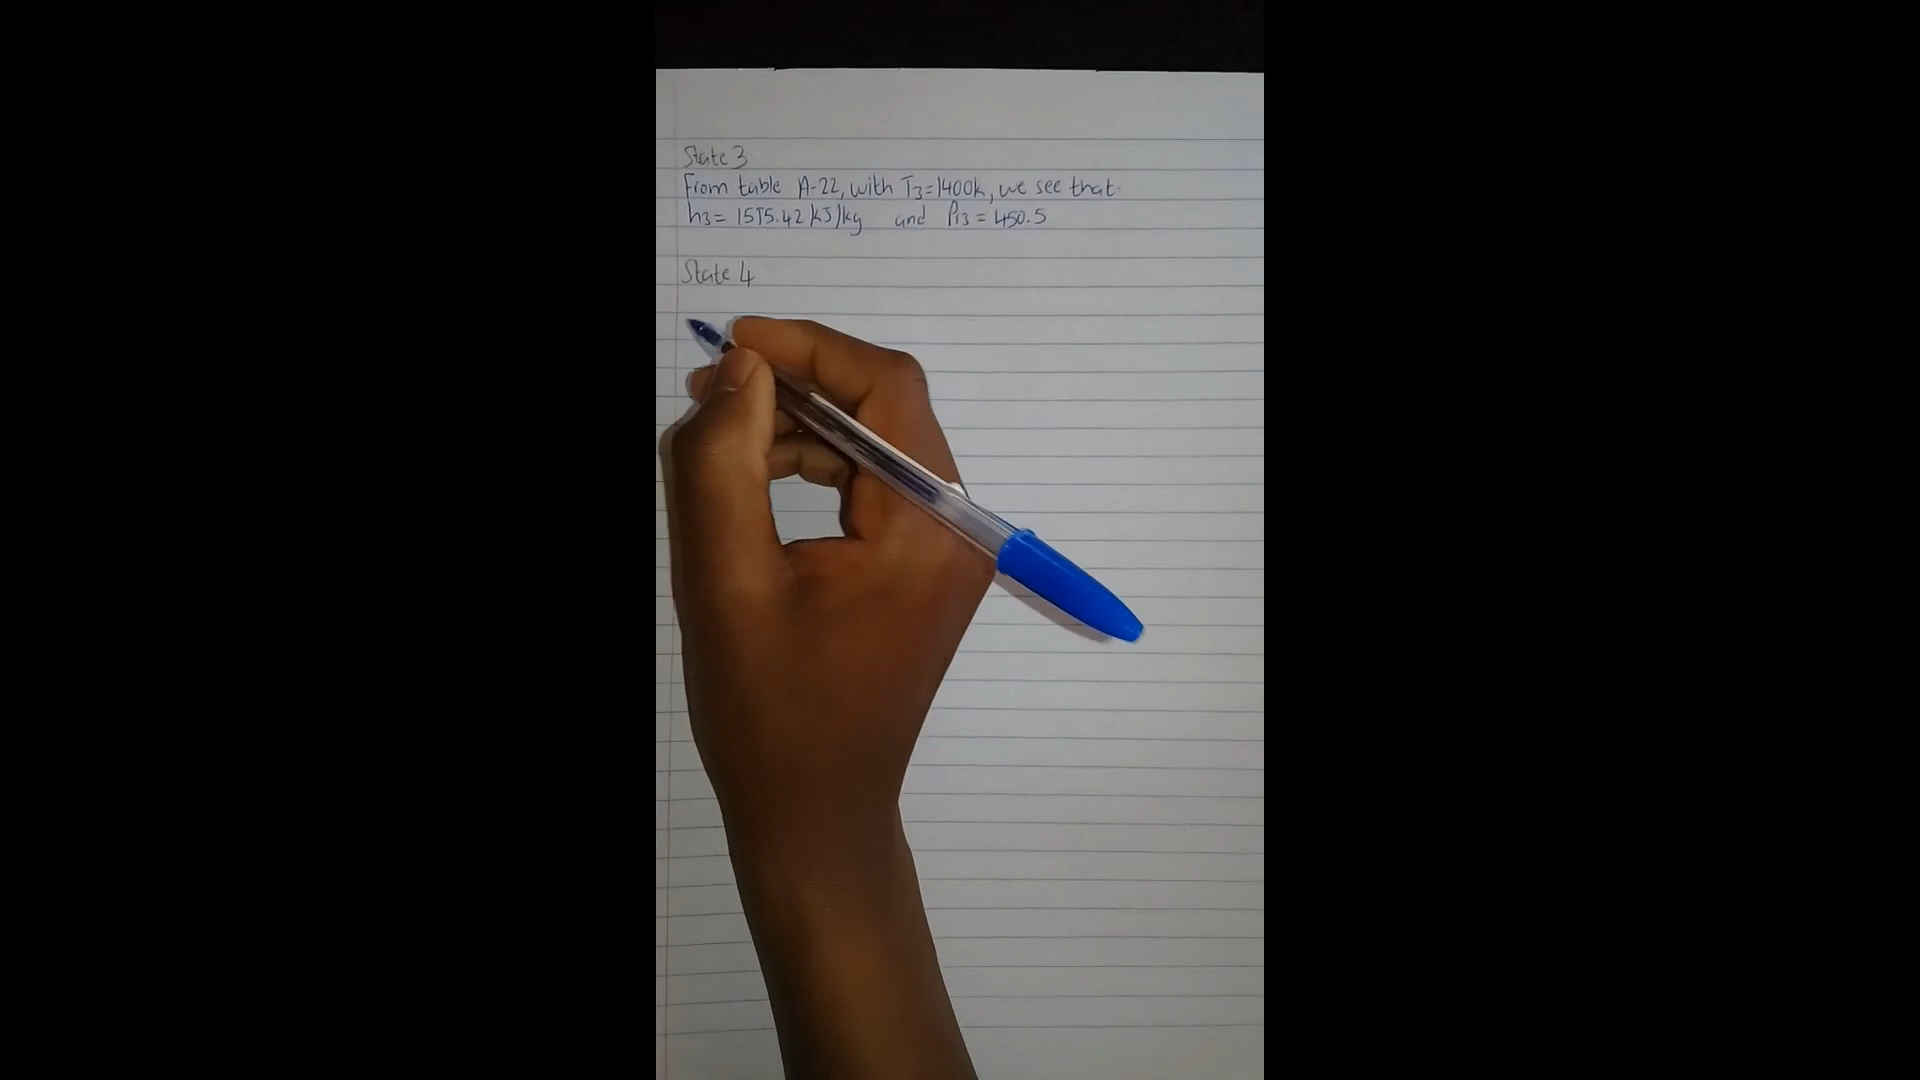 State 3
From table A-22, with T3=1400k, we see that
h3= 1515.42 kJ/kg and Pr3 = 450.5
State 4